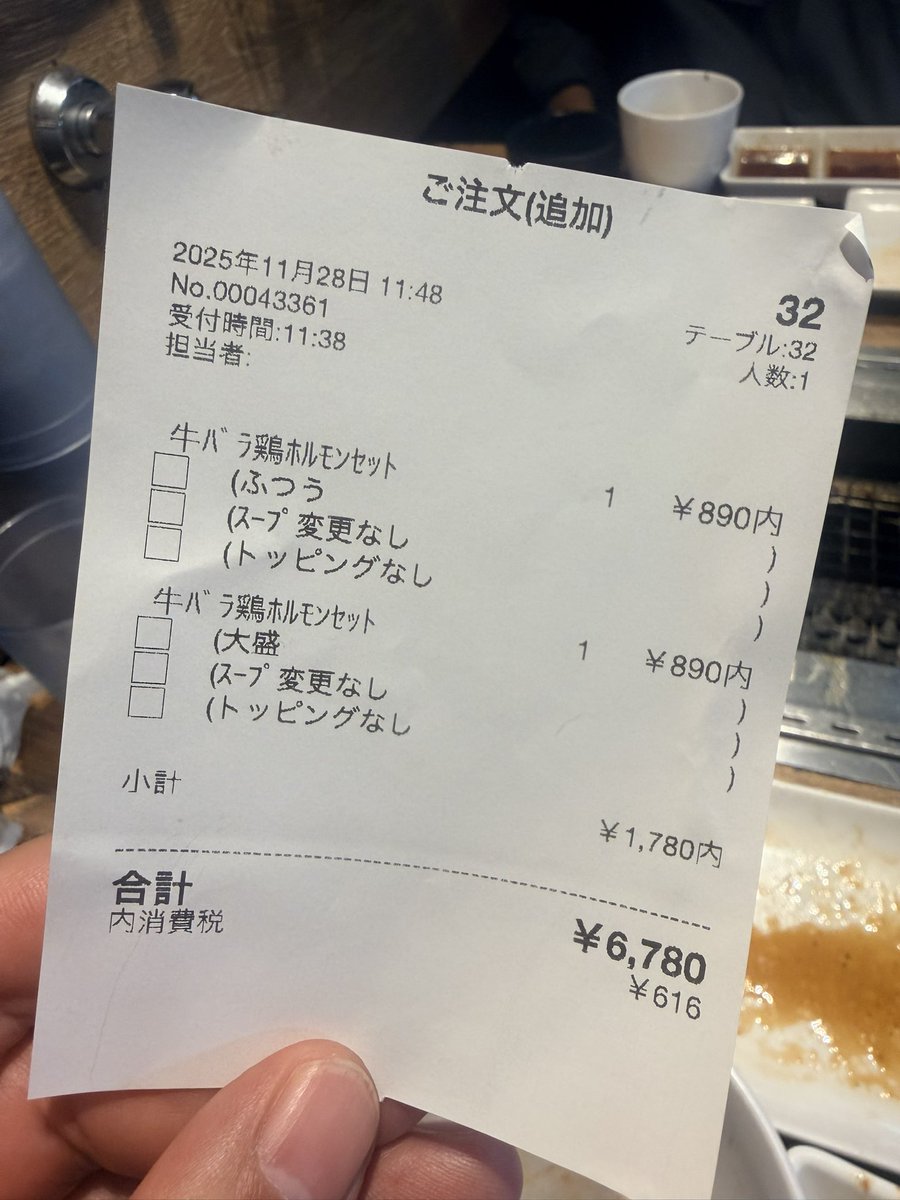 ご注文(追加)
2025年11月28日 11:48
No.00043361
32
受付時間:11:38
テーブル:32
担当者:
人数:1
牛バラ鶏ホルモンセット
1 ¥890内
□ (ふつう )
□ (スープ変更なし )
□ (トッピングなし )
牛バラ鶏ホルモンセット
1 ¥890内
□ (大盛 )
□ (スープ変更なし )
□ (トッピングなし )
小計
¥1,780内
合計 ¥6,780
内消費税 ¥616